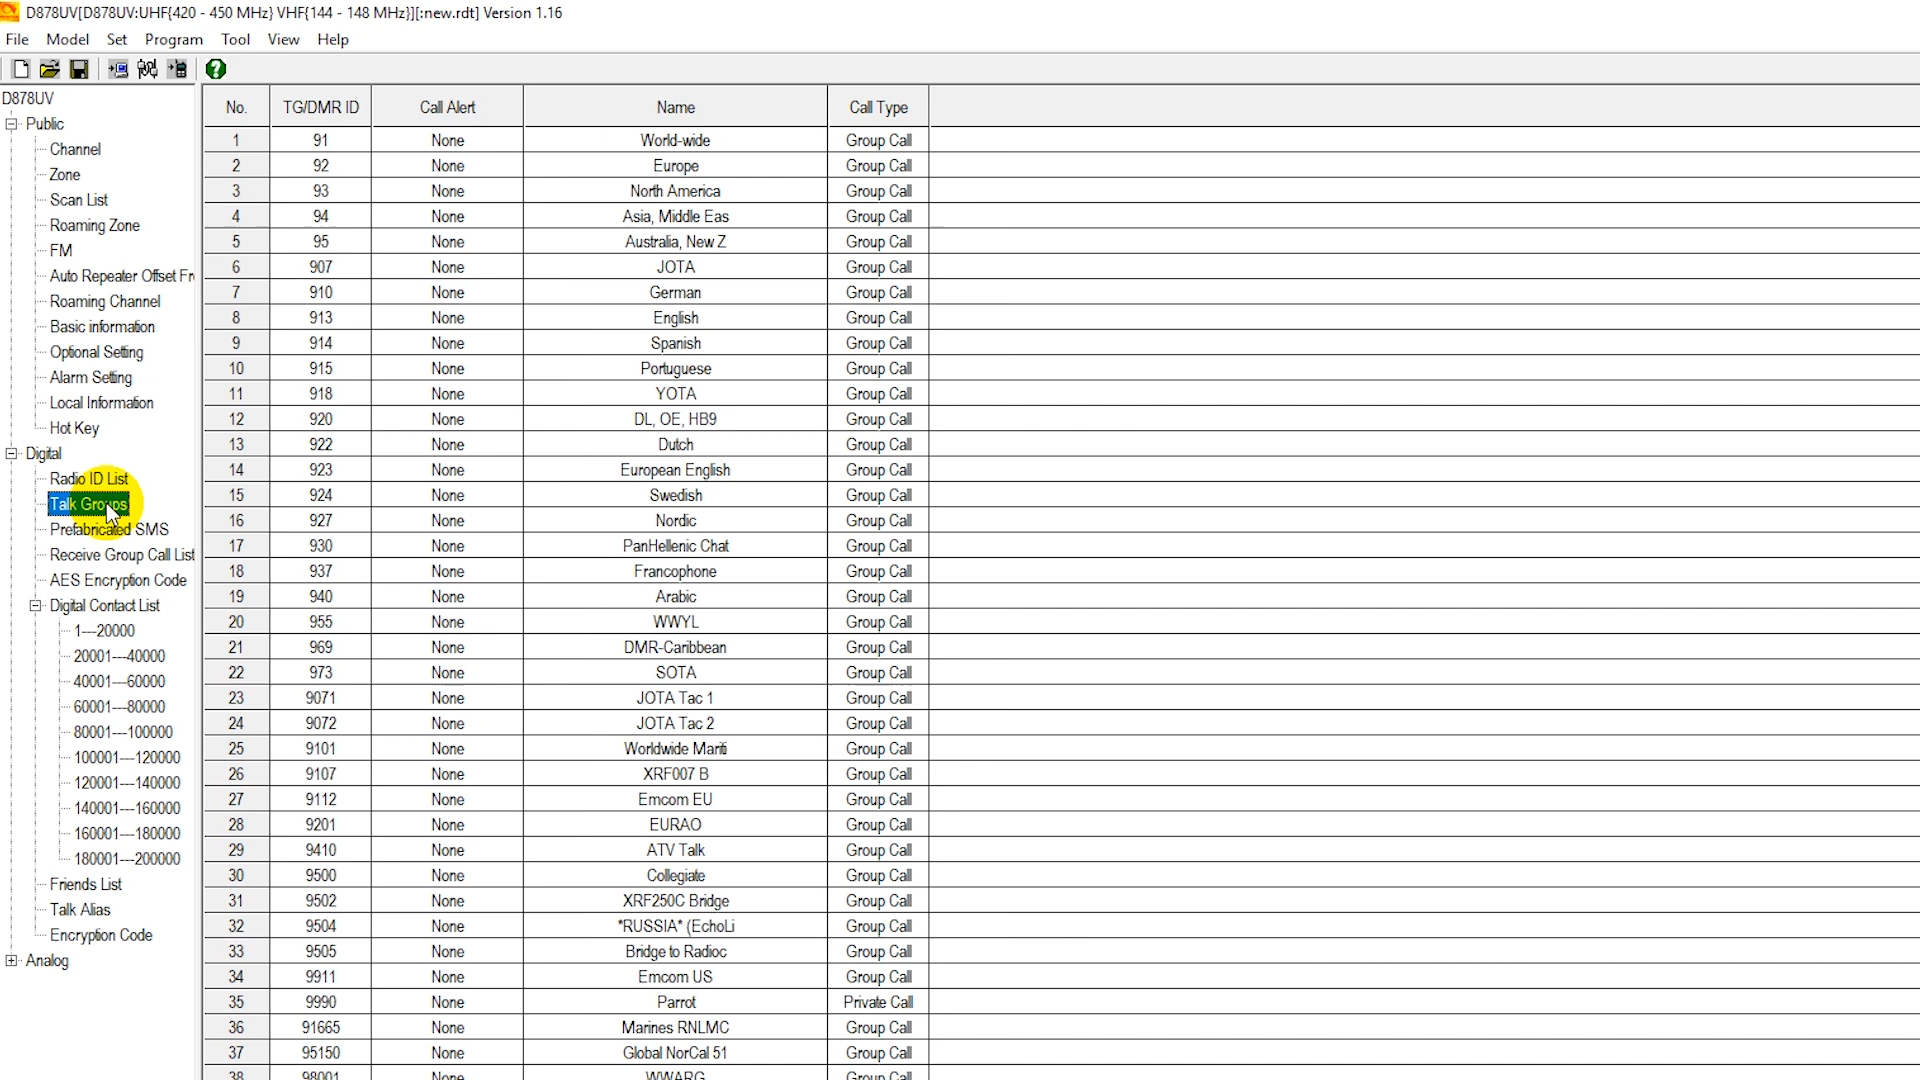 D878UV[D878UV:UHF{420 - 450 MHz} VHF{144 - 148 MHz}][:new.rdt] Version 1.16
File Model Set Program Tool View Help
D878UV
Public
Channel
Zone
Scan List
Roaming Zone
FM
Auto Repeater Offset Fr
Roaming Channel
Basic information
Optional Setting
Alarm Setting
Local Information
Hot Key
Digital
Radio ID List
Talk Groups
Prefabricated SMS
Receive Group Call List
AES Encryption Code
Digital Contact List
1---20000
20001---40000
40001---60000
60001---80000
80001---100000
100001---120000
120001---140000
140001---160000
160001---180000
180001---200000
Friends List
Talk Alias
Encryption Code
Analog
No. TG/DMR ID Call Alert Name Call Type
1 91 None World-wide Group Call
2 92 None Europe Group Call
3 93 None North America Group Call
4 94 None Asia, Middle Eas Group Call
5 95 None Australia, New Z Group Call
6 907 None JOTA Group Call
7 910 None German Group Call
8 913 None English Group Call
9 914 None Spanish Group Call
10 915 None Portuguese Group Call
11 918 None YOTA Group Call
12 920 None DL, OE, HB9 Group Call
13 922 None Dutch Group Call
14 923 None European English Group Call
15 924 None Swedish Group Call
16 927 None Nordic Group Call
17 930 None PanHellenic Chat Group Call
18 937 None Francophone Group Call
19 940 None Arabic Group Call
20 955 None WWYL Group Call
21 969 None DMR-Caribbean Group Call
22 973 None SOTA Group Call
23 9071 None JOTA Tac 1 Group Call
24 9072 None JOTA Tac 2 Group Call
25 9101 None Worldwide Mariti Group Call
26 9107 None XRF007 B Group Call
27 9112 None Emcom EU Group Call
28 9201 None EURAO Group Call
29 9410 None ATV Talk Group Call
30 9500 None Collegiate Group Call
31 9502 None XRF250C Bridge Group Call
32 9504 None *RUSSIA* (EchoLi Group Call
33 9505 None Bridge to Radioc Group Call
34 9911 None Emcom US Group Call
35 9990 None Parrot Private Call
36 91665 None Marines RNLMC Group Call
37 95150 None Global NorCal 51 Group Call
38 98001 None WWARG Group Call